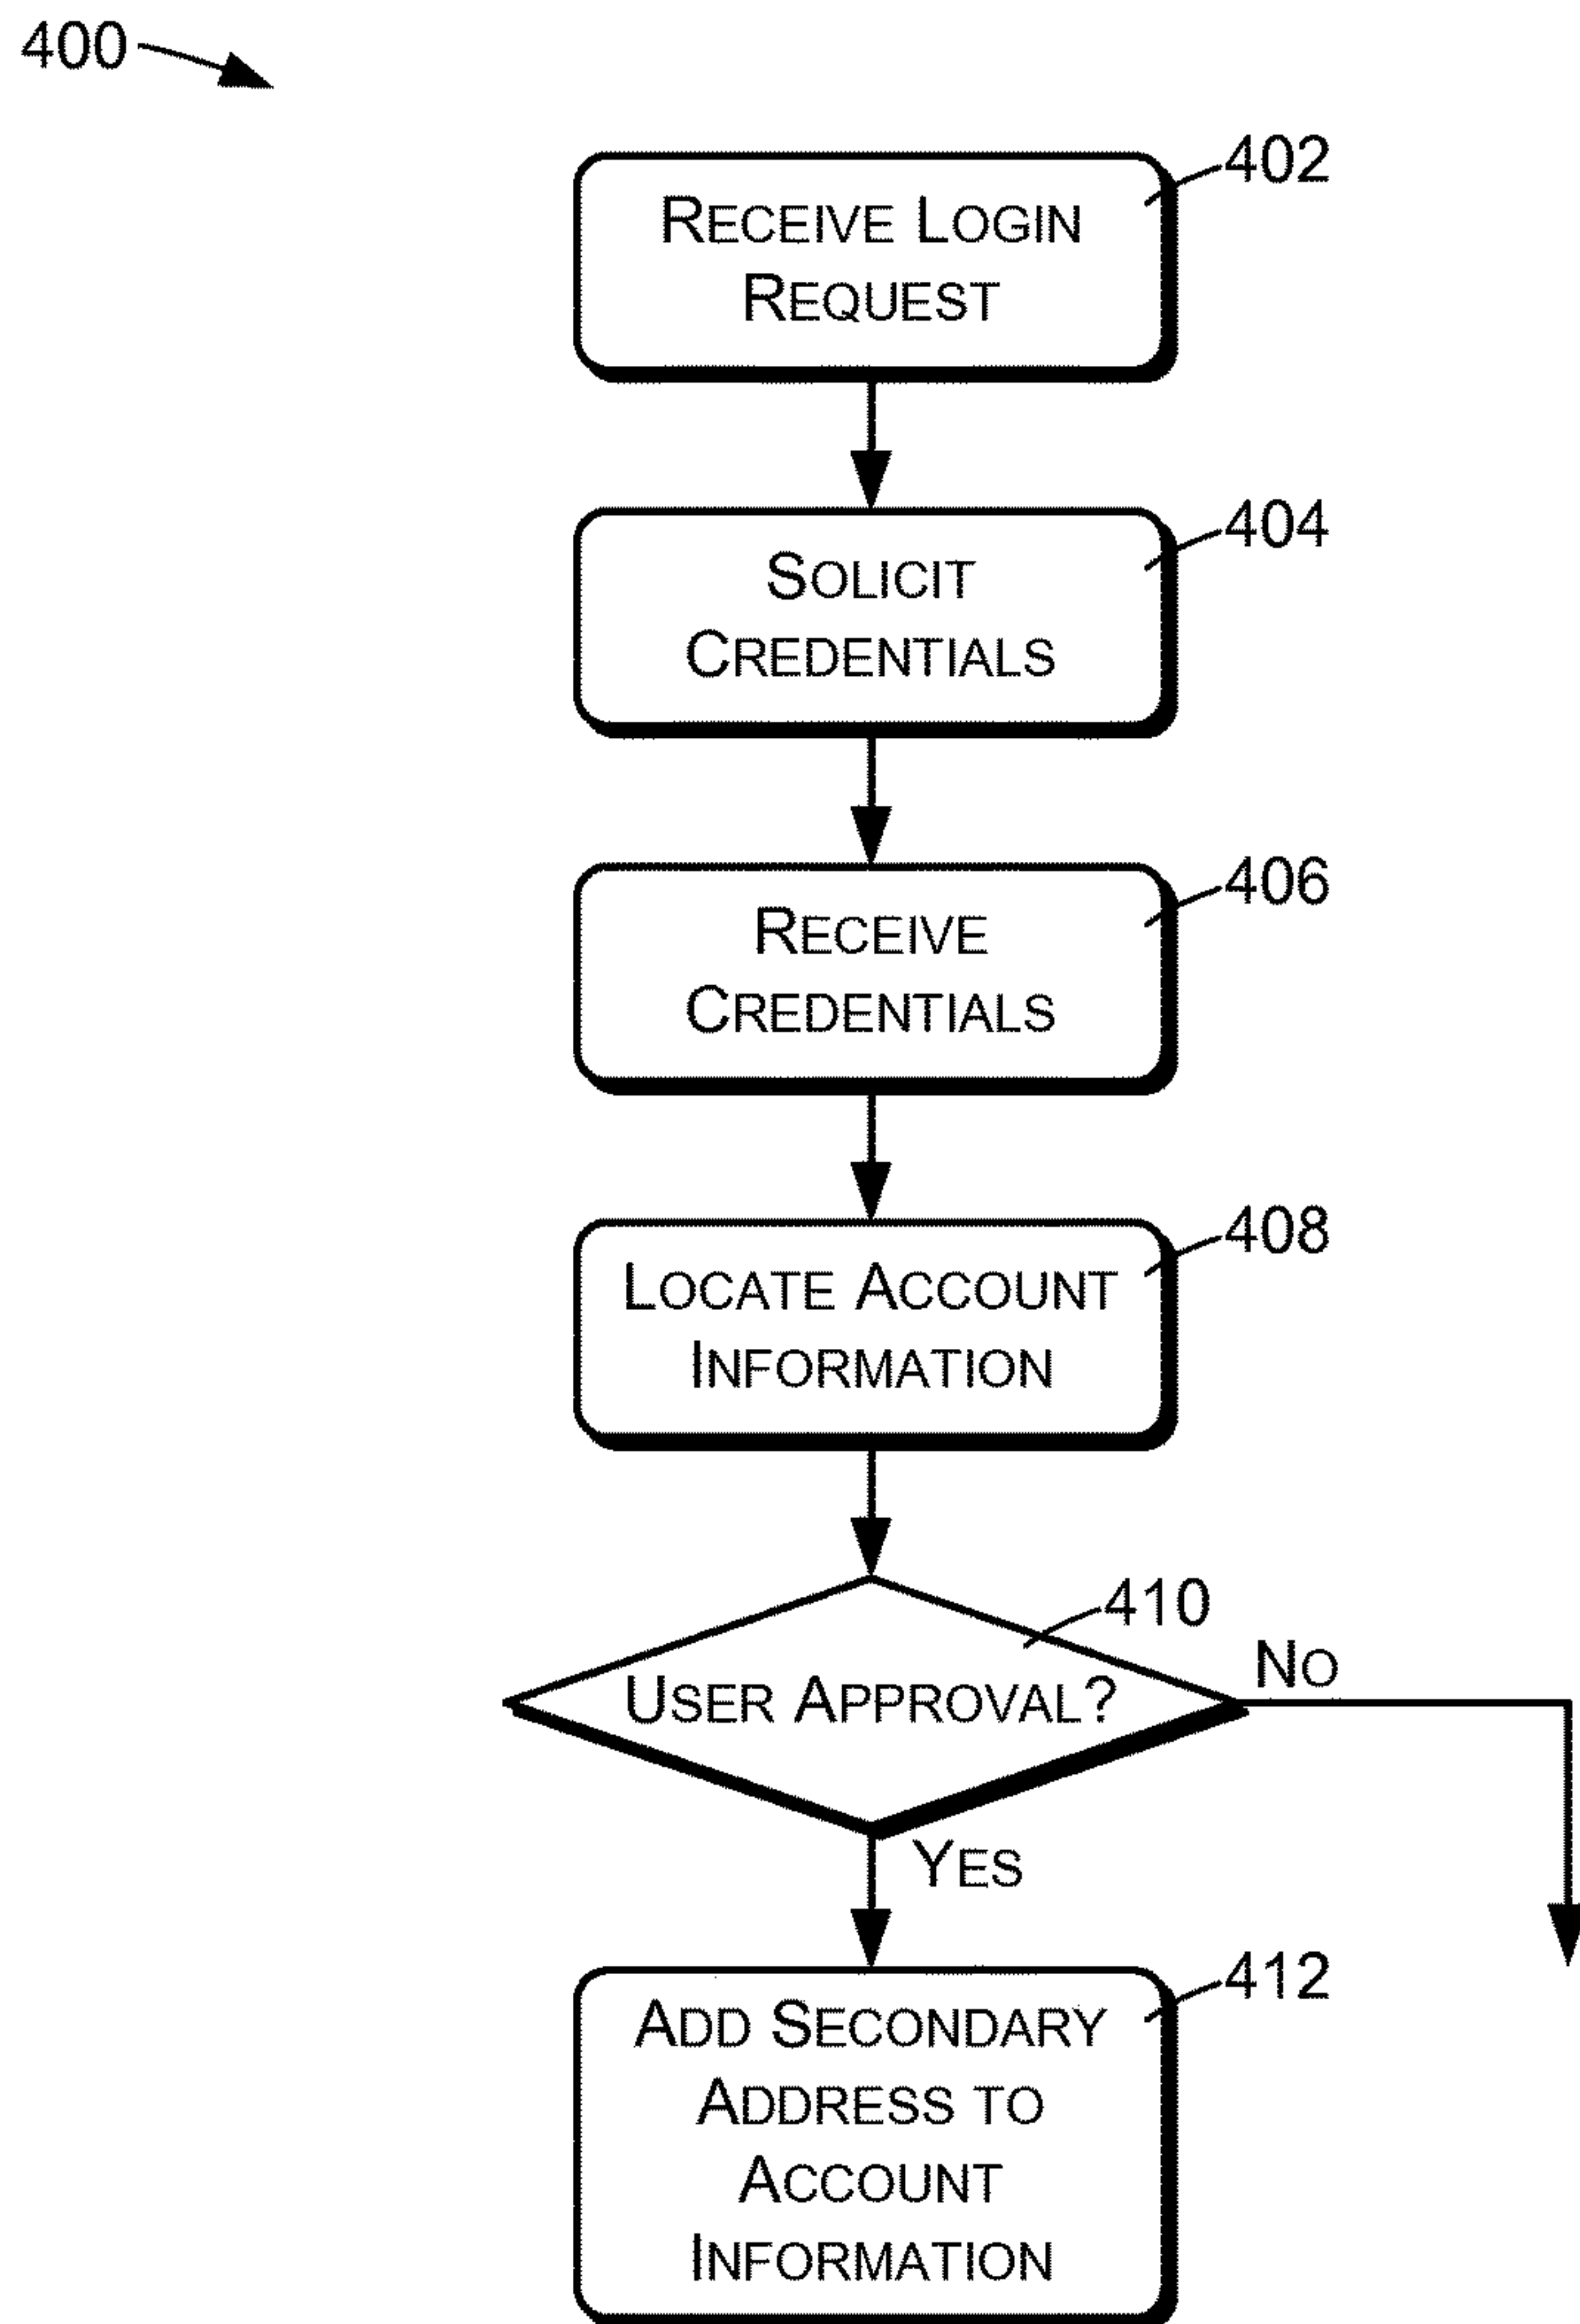 400
402
RECEIVE LOGIN
REQUEST
404
SOLICIT
CREDENTIALS
406
RECEIVE
CREDENTIALS
408
LOCATE ACCOUNT
INFORMATION
410
USER APPROVAL?
NO
YES
412
ADD SECONDARY
ADDRESS TO
ACCOUNT
INFORMATION